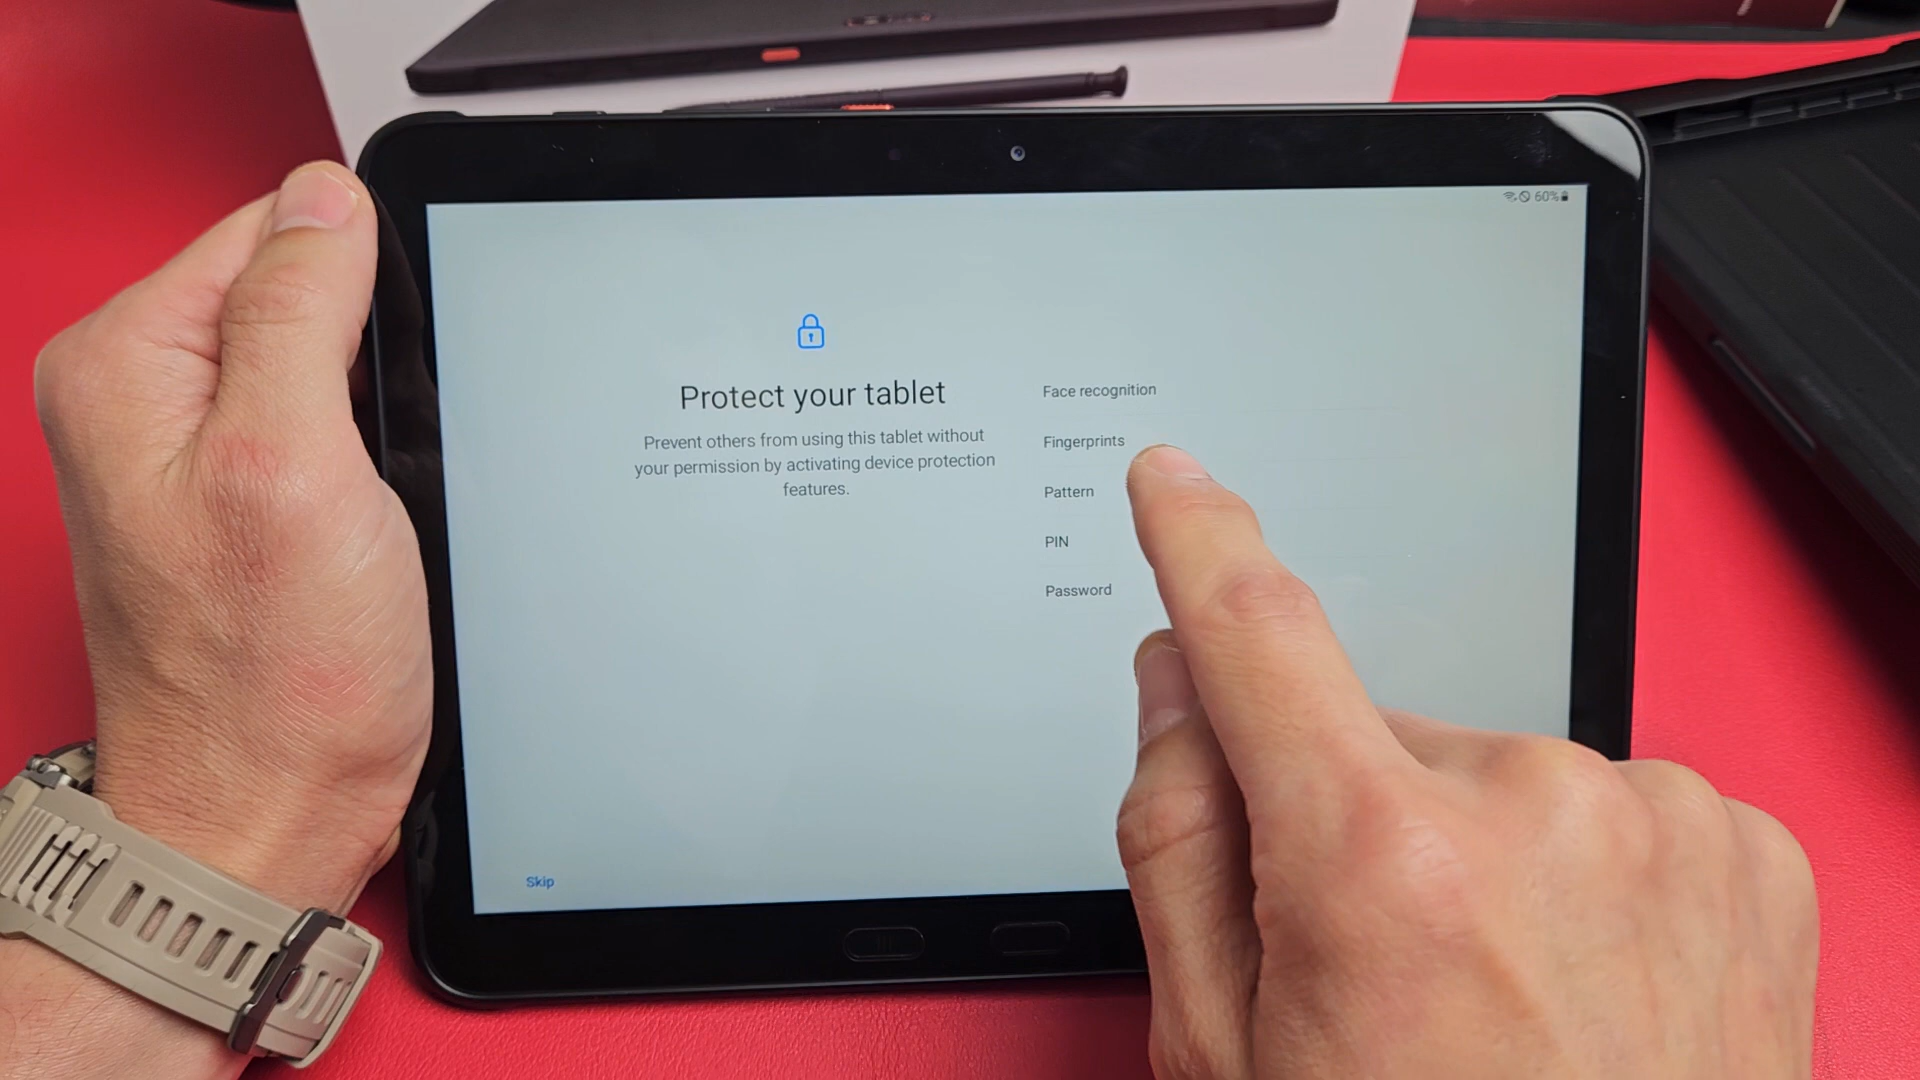 60%
Protect your tablet
Prevent others from using this tablet without
your permission by activating device protection
features.
Face recognition
Fingerprints
Pattern
PIN
Password
Skip